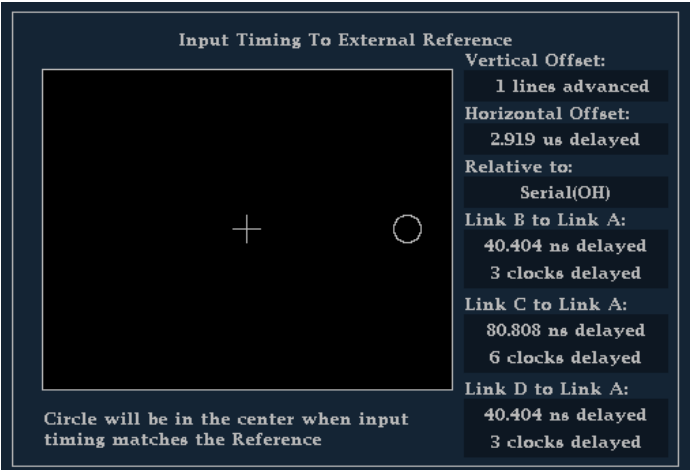 Input Timing To External Reference
Vertical Offset:
1 lines advanced
Horizontal Offset:
2.919 us delayed
Relative to:
Serial(OH)
Link B to Link A:
40.404 ns delayed
3 clocks delayed
Link C to Link A:
80.808 ns delayed
6 clocks delayed
Link D to Link A:
40.404 ns delayed
3 clocks delayed
Circle will be in the center when input
timing matches the Reference